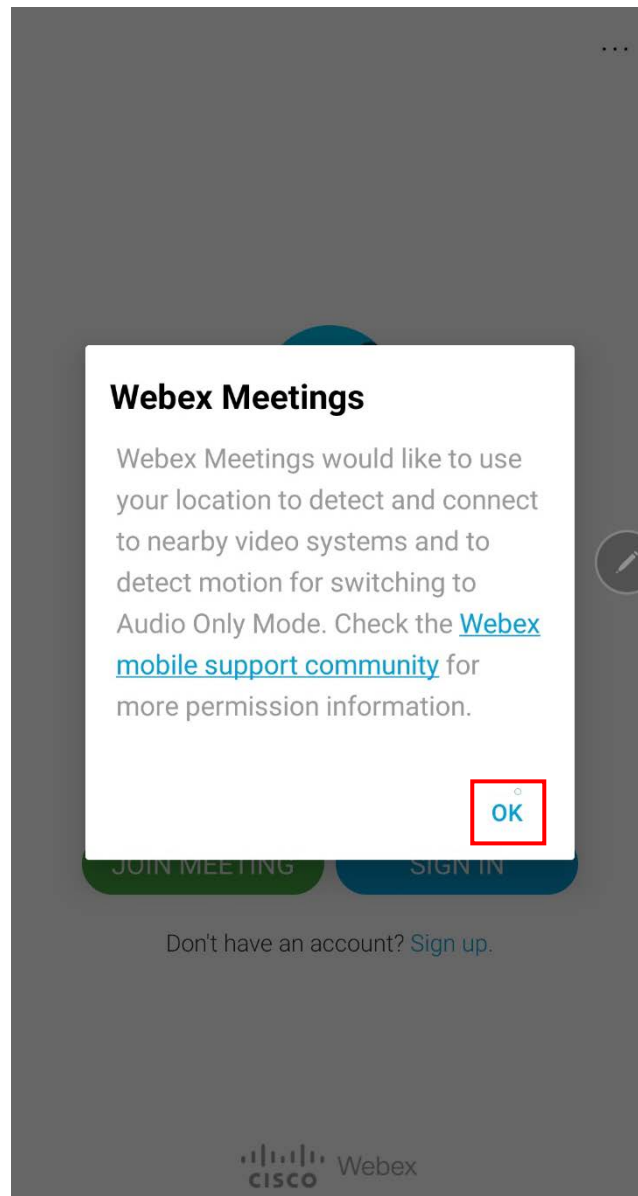 ...
Webex Meetings
Webex Meetings would like to use
your location to detect and connect
to nearby video systems and to
detect motion for switching to
Audio Only Mode. Check the Webex
mobile support community for
more permission information.
OK
JOIN MEETING SIGN IN
Don't have an account? Sign up.
CISCO Webex